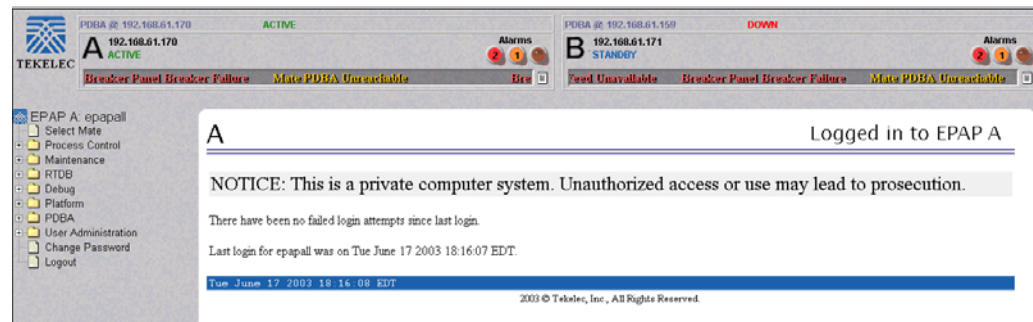 PDBA @ 192.168.61.170 ACTIVE
A 192.168.61.170
ACTIVE
Alarms
2 1
Breaker Panel Breaker Failure Mate PDBA Unreachable Bre
PDBA @ 192.168.61.159 DOWN
B 192.168.61.171
STANDBY
Alarms
2 1
Feed Unavailable Breaker Panel Breaker Failure Mate PDBA Unreachable
TEKELEC
EPAP A: epapall
Select Mate
Process Control
Maintenance
RTDB
Debug
Platform
PDBA
User Administration
Change Password
Logout
A Logged in to EPAP A
NOTICE: This is a private computer system. Unauthorized access or use may lead to prosecution.
There have been no failed login attempts since last login.
Last login for epapall was on Tue June 17 2003 18:16:07 EDT.
Tue June 17 2003 18:16:08 EDT
2003 © Tekelec, Inc., All Rights Reserved.